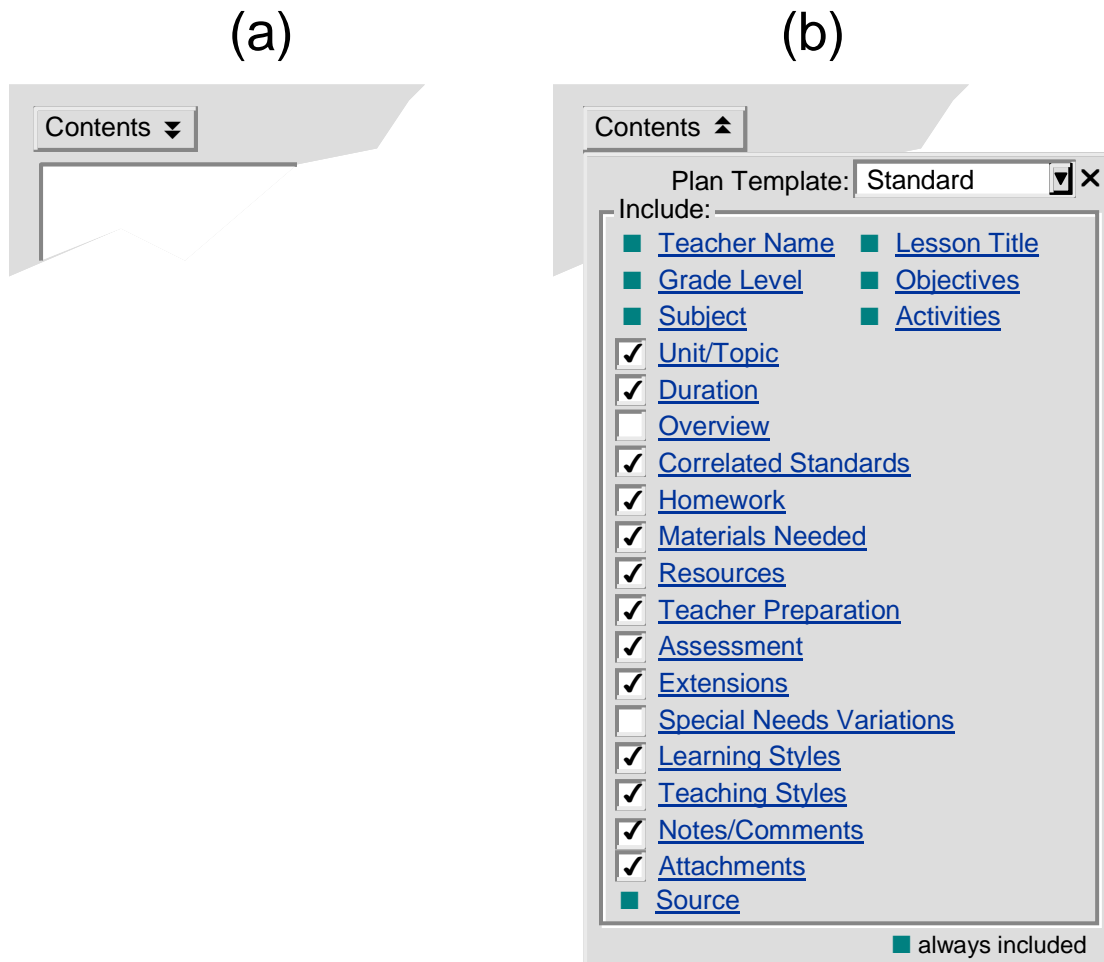 (a)
(b)
Contents
Contents
Plan Template: Standard
Include:
Teacher Name Lesson Title
Grade Level Objectives
Subject Activities
Unit/Topic
Duration
Overview
Correlated Standards
Homework
Materials Needed
Resources
Teacher Preparation
Assessment
Extensions
Special Needs Variations
Learning Styles
Teaching Styles
Notes/Comments
Attachments
Source
always included